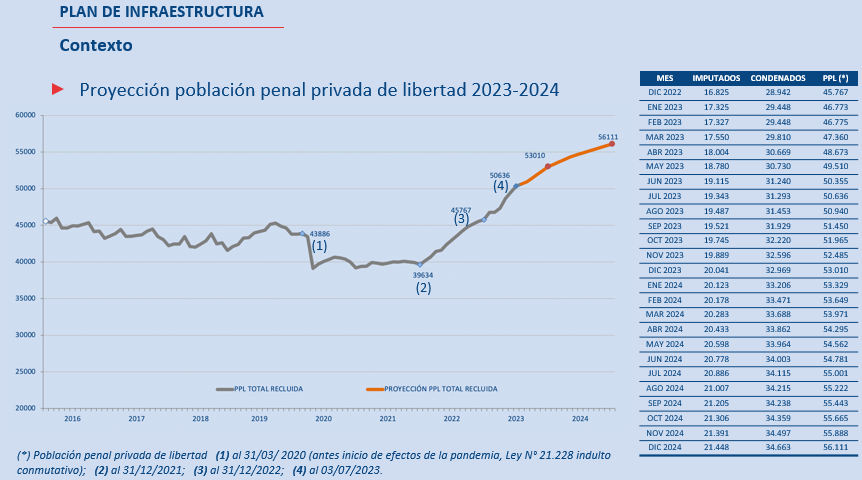 PLAN DE INFRAESTRUCTURA
Contexto
Proyección población penal privada de libertad 2023-2024
60000
55000
50000
45000
40000
35000
30000
25000
20000
56111
53010
50636
(4)
45767
(3)
43886
(1)
39634
(2)
PPL TOTAL RECLUIDA
PROYECCIÓN PPL TOTAL RECLUIDA
2016 2017 2018 2019 2020 2021 2022 2023 2024
MES IMPUTADOS CONDENADOS PPL (*)
DIC 2022 16.825 28.942 45.767
ENE 2023 17.325 29.448 46.773
FEB 2023 17.327 29.448 46.775
MAR 2023 17.550 29.810 47.360
ABR 2023 18.004 30.669 48.673
MAY 2023 18.780 30.730 49.510
JUN 2023 19.115 31.240 50.355
JUL 2023 19.343 31.293 50.636
AGO 2023 19.487 31.453 50.940
SEP 2023 19.521 31.929 51.450
OCT 2023 19.745 32.220 51.965
NOV 2023 19.889 32.596 52.485
DIC 2023 20.041 32.969 53.010
ENE 2024 20.123 33.206 53.329
FEB 2024 20.178 33.471 53.649
MAR 2024 20.283 33.688 53.971
ABR 2024 20.433 33.862 54.295
MAY 2024 20.598 33.964 54.562
JUN 2024 20.778 34.003 54.781
JUL 2024 20.886 34.115 55.001
AGO 2024 21.007 34.215 55.222
SEP 2024 21.205 34.238 55.443
OCT 2024 21.306 34.359 55.665
NOV 2024 21.391 34.497 55.888
DIC 2024 21.448 34.663 56.111
(*) Población penal privada de libertad (1) al 31/03/ 2020 (antes inicio de efectos de la pandemia, Ley N° 21.228 indulto
conmutativo); (2) al 31/12/2021; (3) al 31/12/2022; (4) al 03/07/2023.